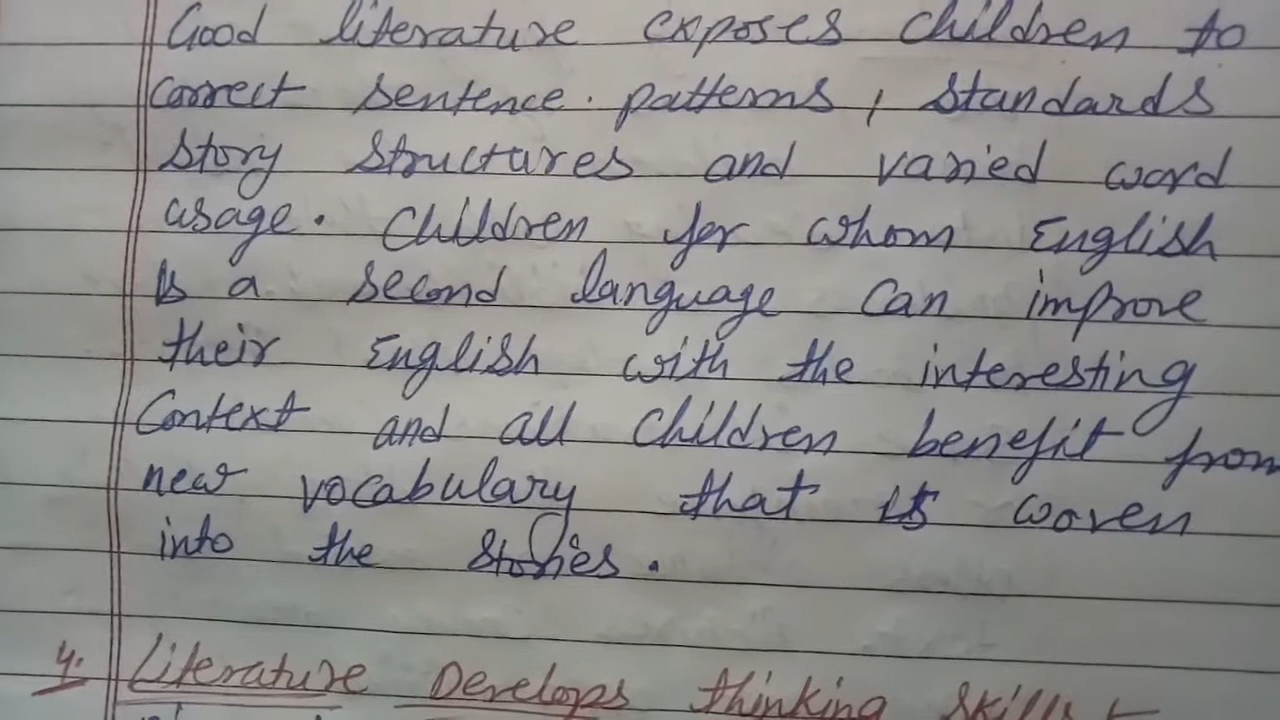 Good literature exposes children to
correct sentence. patterns, standards
story structures and varied word
usage. Children for whom English
is a second language can improve
their English with the interesting
Context and all children benefit from
new vocabulary that is woven
into the stories.
4. Literature Develops thinking skills :-